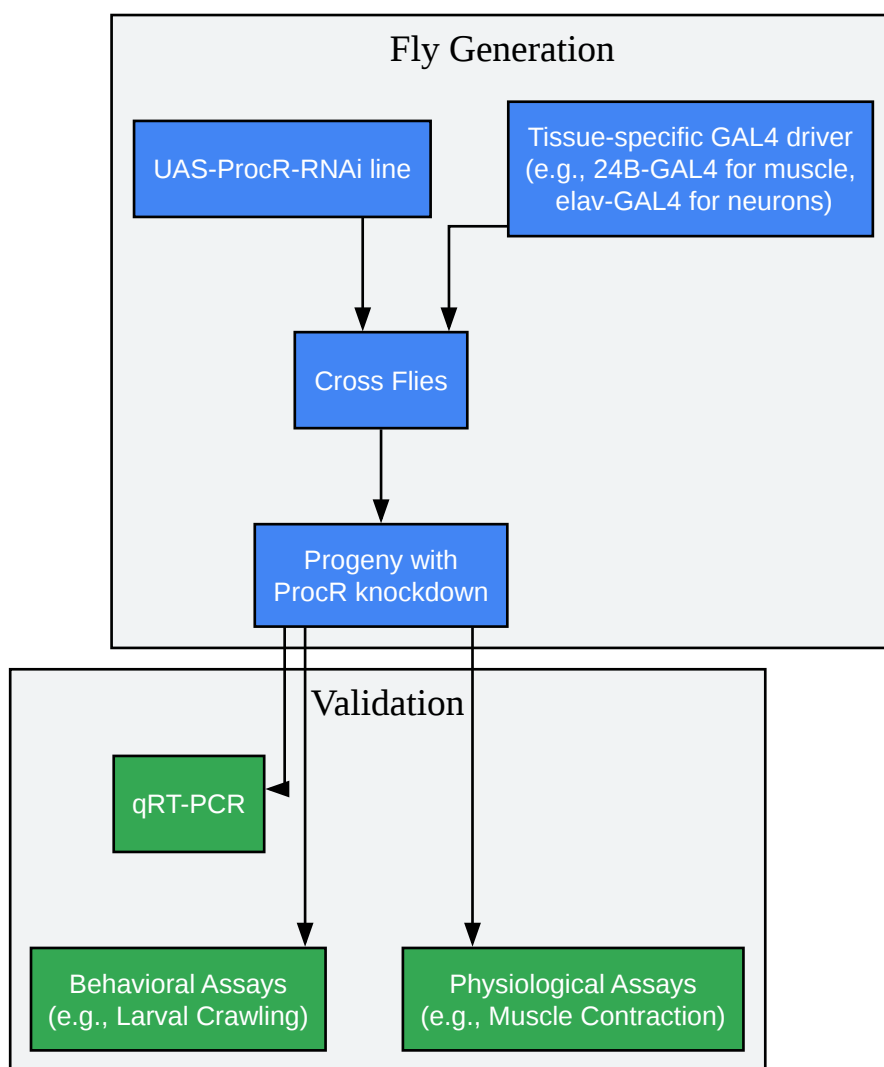 Fly Generation
UAS-ProcR-RNAi line
Tissue-specific GAL4 driver
(e.g., 24B-GAL4 for muscle,
elav-GAL4 for neurons)
Cross Flies
Progeny with
ProcR knockdown
Validation
qRT-PCR
Behavioral Assays
(e.g., Larval Crawling)
Physiological Assays
(e.g., Muscle Contraction)